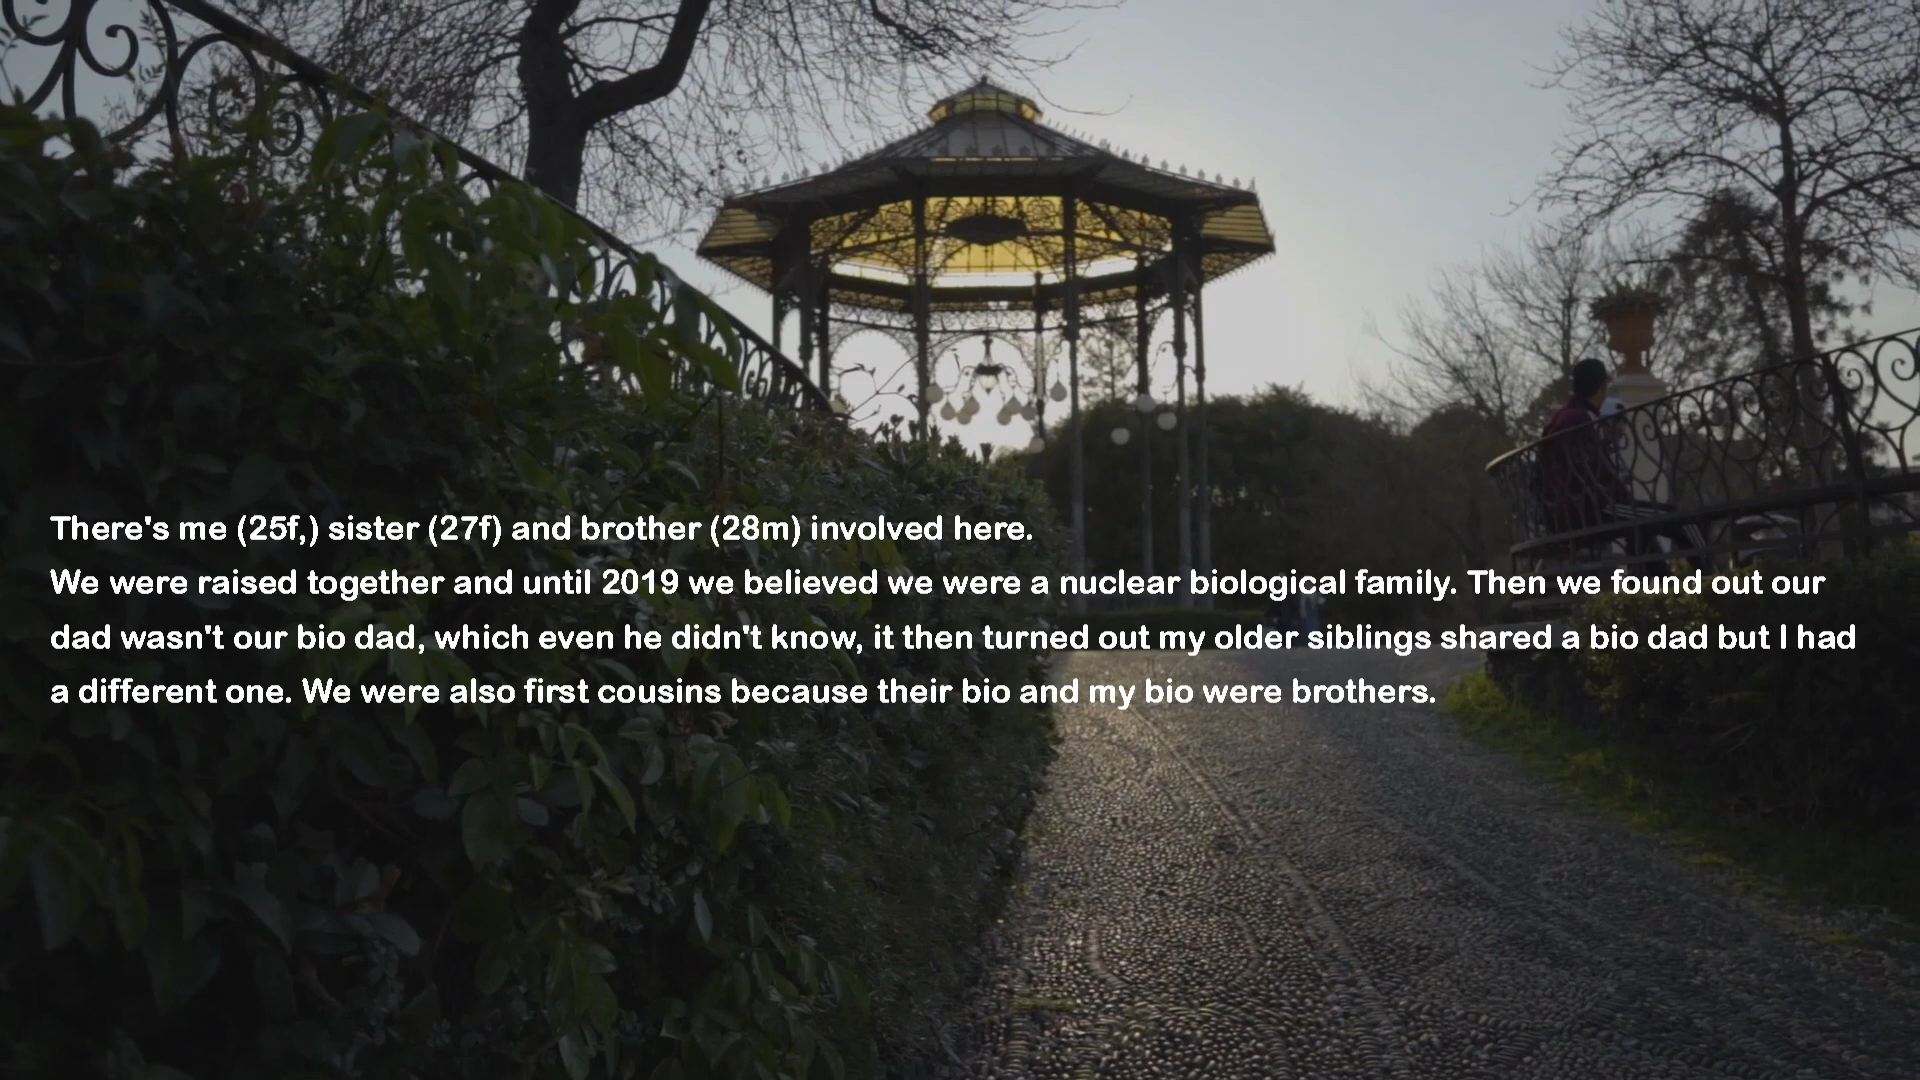 There's me (25f,) sister (27f) and brother (28m) involved here.
We were raised together and until 2019 we believed we were a nuclear biological family. Then we found out our
dad wasn't our bio dad, which even he didn't know, it then turned out my older siblings shared a bio dad but I had
a different one. We were also first cousins because their bio and my bio were brothers.